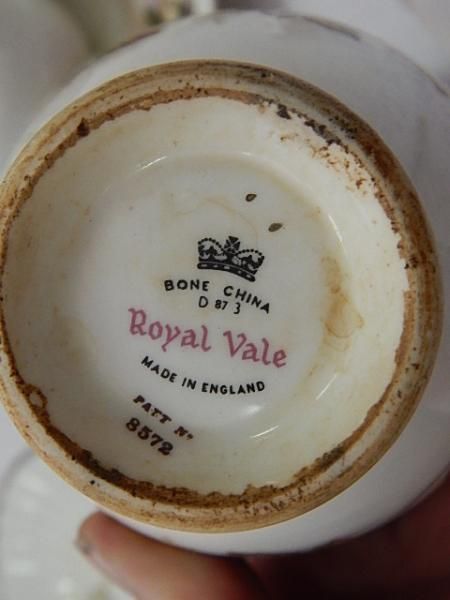 BONE CHINA
D 87 3
Royal Vale
MADE IN ENGLAND
PATT Nº
8572